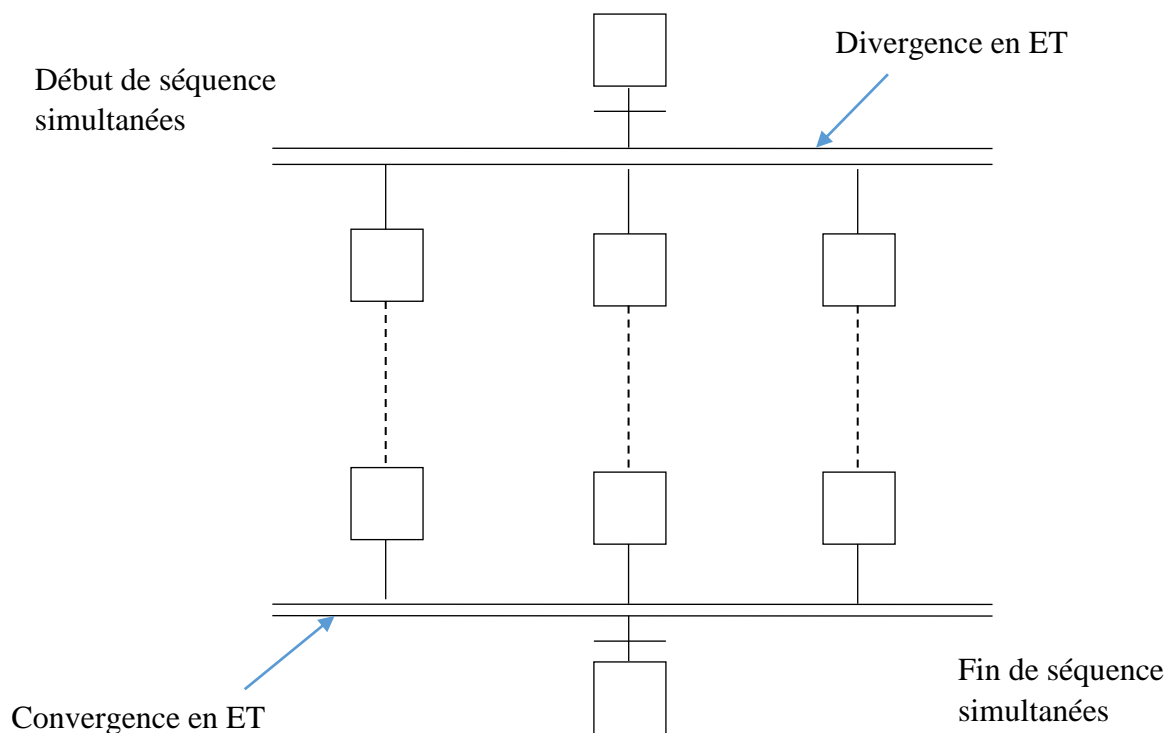 Divergence en ET
Début de séquence
simultanées
Fin de séquence
simultanées
Convergence en ET